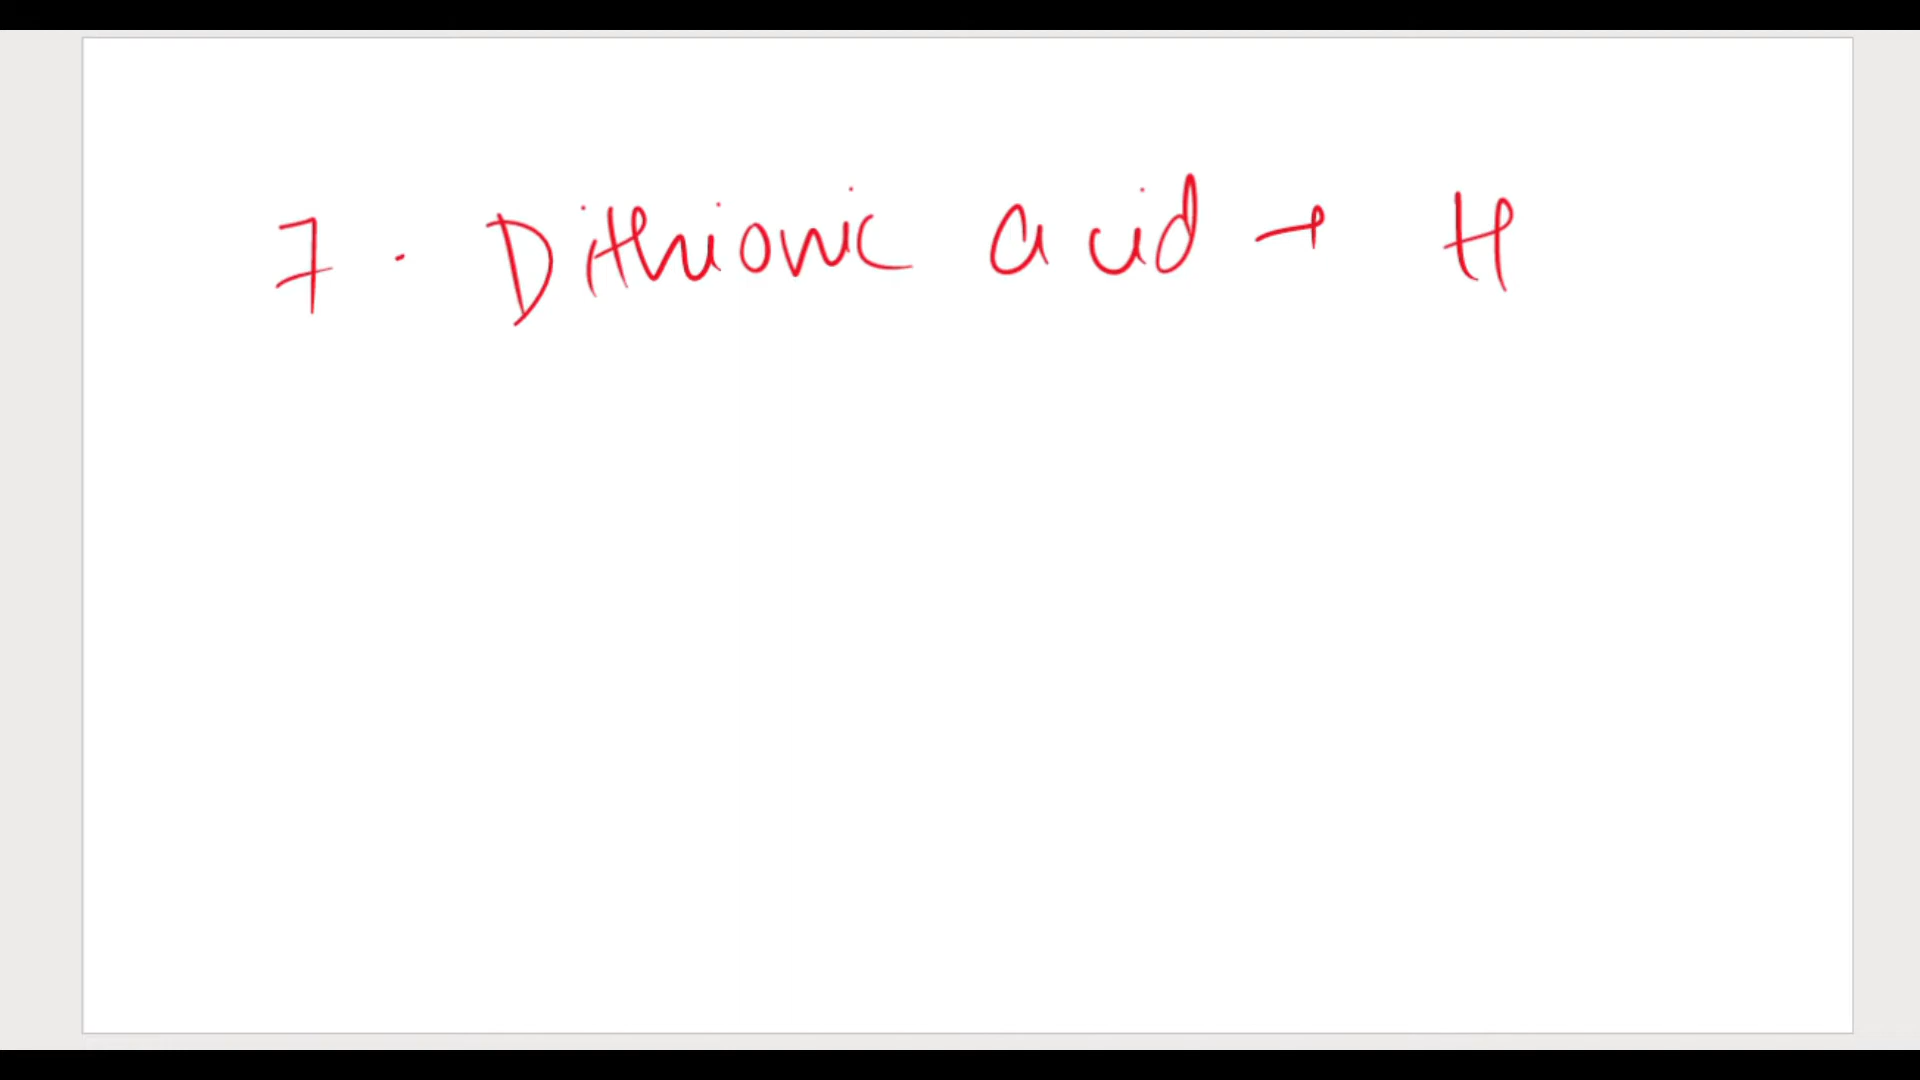 7. Dithionic acid → H